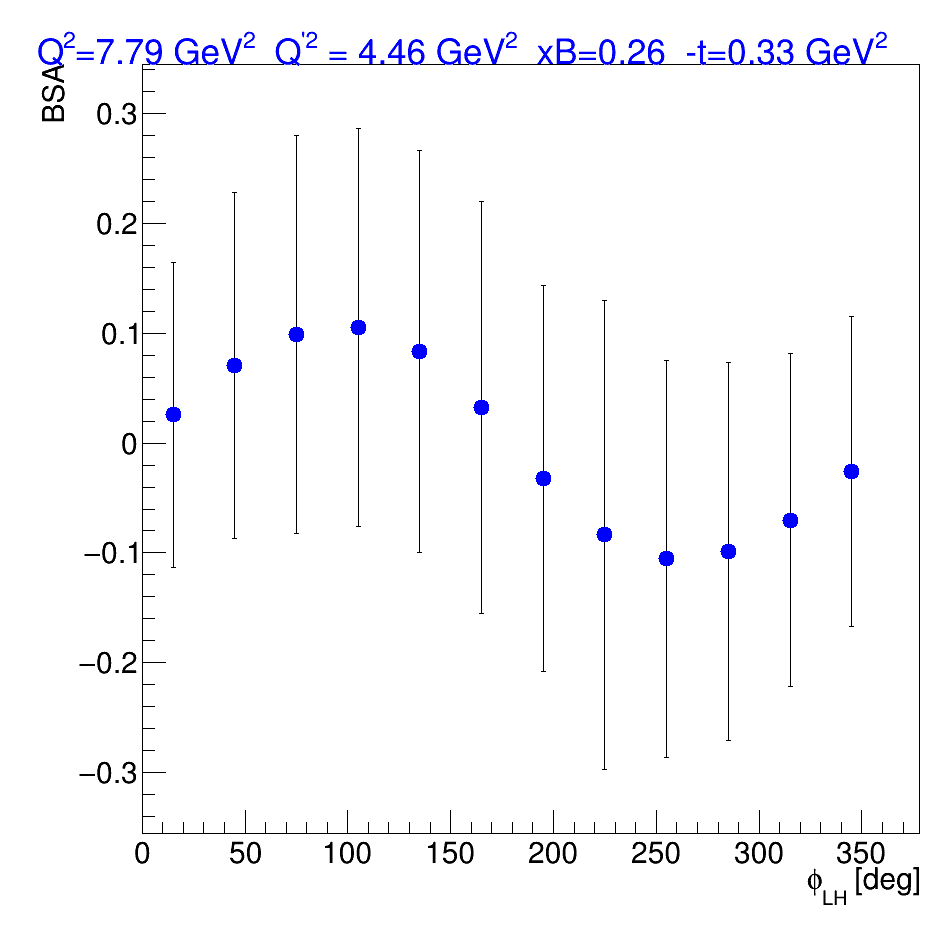 Q²=7.79 GeV² Q'² = 4.46 GeV² xB=0.26 -t=0.33 GeV²
BSA
0.3
0.2
0.1
0
−0.1
−0.2
−0.3
0 50 100 150 200 250 300 350
ϕLH [deg]